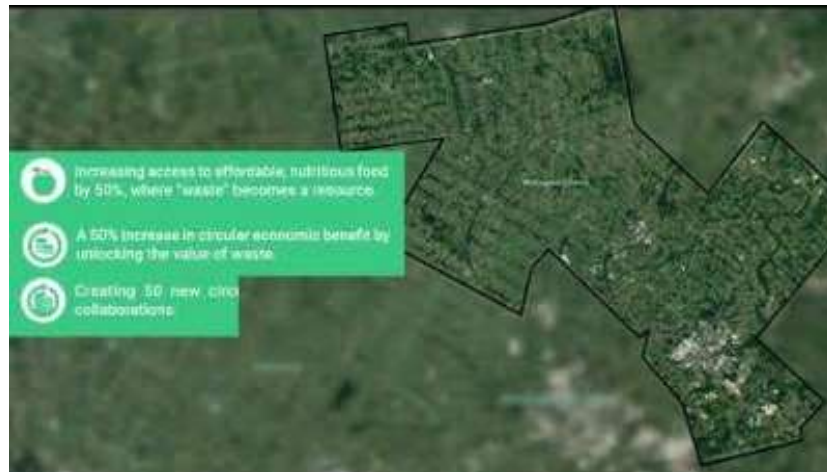 Increasing access to affordable, nutritious food
by 50%, where "waste" becomes a resource.
A 50% increase in circular economic benefit by
unlocking the value of waste.
Creating 50 new circu
collaborations